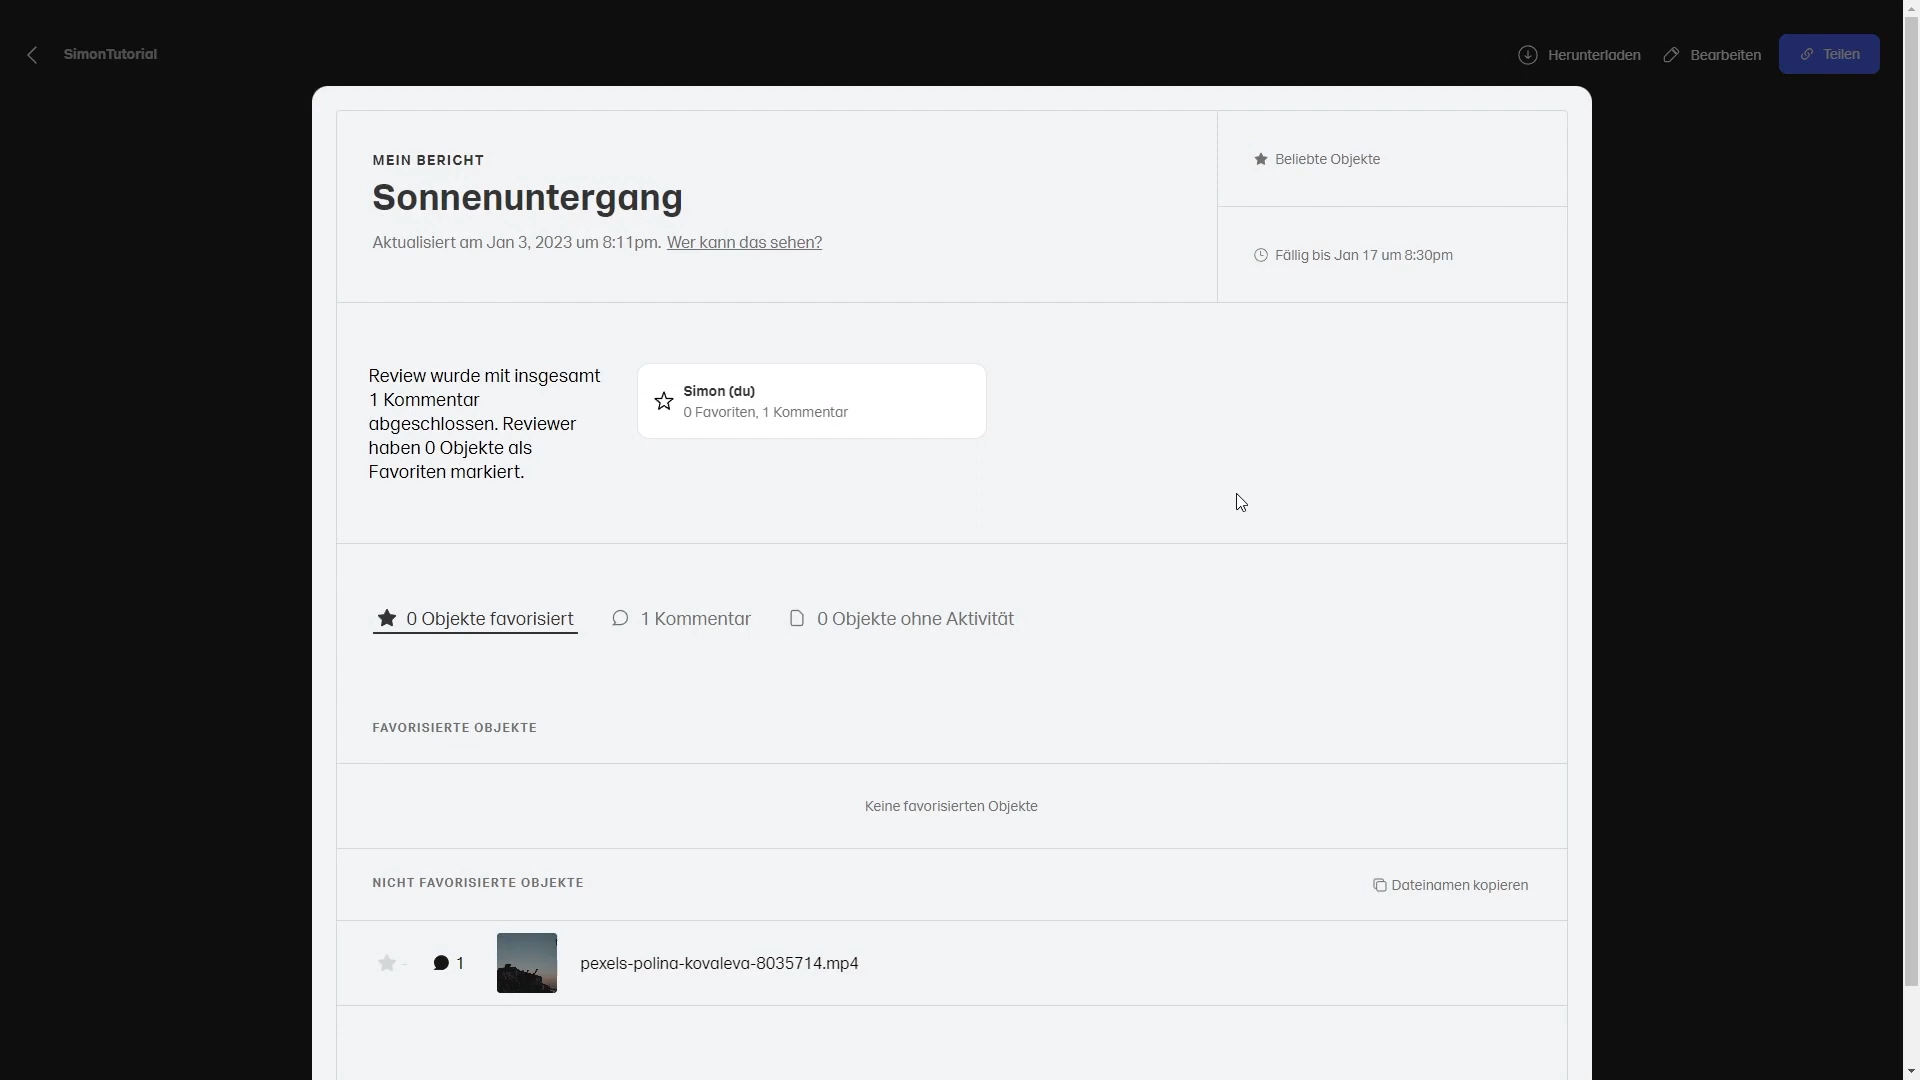 SimonTutorial
Herunterladen
Bearbeiten
Teilen
MEIN BERICHT
Sonnenuntergang
Aktualisiert am Jan 3, 2023 um 8:11pm. Wer kann das sehen?
Beliebte Objekte
Fällig bis Jan 17 um 8:30pm
Review wurde mit insgesamt
1 Kommentar
abgeschlossen. Reviewer
haben 0 Objekte als
Favoriten markiert.
Simon (du)
0 Favoriten, 1 Kommentar
0 Objekte favorisiert
1 Kommentar
0 Objekte ohne Aktivität
FAVORISIERTE OBJEKTE
Keine favorisierten Objekte
NICHT FAVORISIERTE OBJEKTE
Dateinamen kopieren
- 1 pexels-polina-kovaleva-8035714.mp4